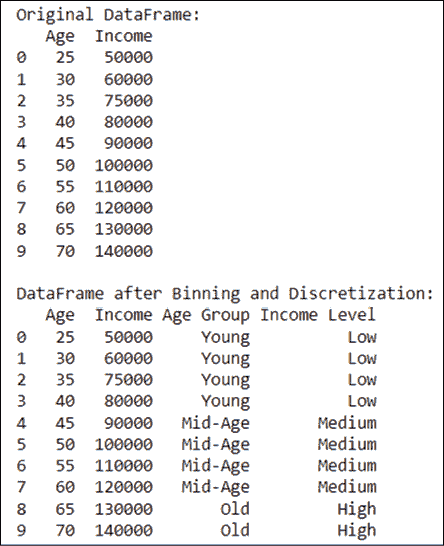 Original DataFrame:
   Age  Income
0   25   50000
1   30   60000
2   35   75000
3   40   80000
4   45   90000
5   50  100000
6   55  110000
7   60  120000
8   65  130000
9   70  140000

DataFrame after Binning and Discretization:
   Age  Income Age Group Income Level
0   25   50000     Young          Low
1   30   60000     Young          Low
2   35   75000     Young          Low
3   40   80000     Young          Low
4   45   90000   Mid-Age       Medium
5   50  100000   Mid-Age       Medium
6   55  110000   Mid-Age       Medium
7   60  120000   Mid-Age       Medium
8   65  130000       Old         High
9   70  140000       Old         High